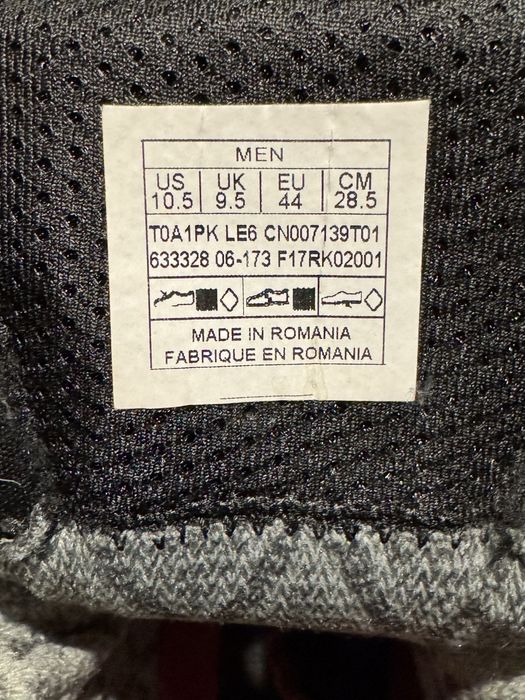 MEN
US UK EU CM
10.5 9.5 44 28.5
T0A1PK LE6 CN007139T01
633328 06-173 F17RK02001
MADE IN ROMANIA
FABRIQUE EN ROMANIA